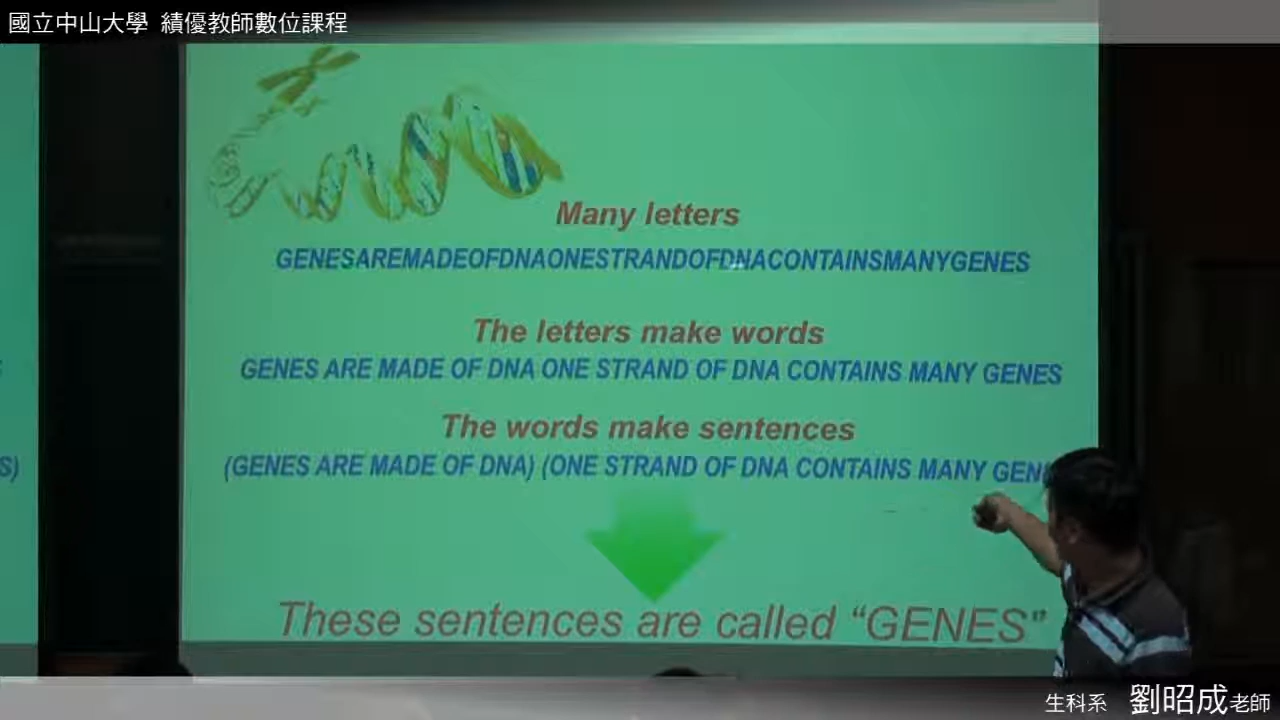 國立中山大學 績優教師數位課程
Many letters
GENESAREMADEOFDNAONESTRANDOFDNACONTAINSMANYGENES
The letters make words
GENES ARE MADE OF DNA ONE STRAND OF DNA CONTAINS MANY GENES
The words make sentences
S)
(GENES ARE MADE OF DNA) (ONE STRAND OF DNA CONTAINS MANY GEN
These sentences are called “GENES”
生科系 劉昭成老師